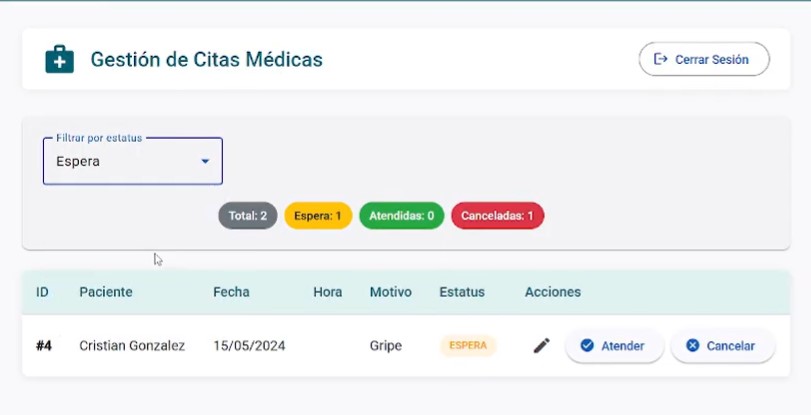 Gestión de Citas Médicas
Cerrar Sesión
Filtrar por estatus
Espera
Total: 2 Espera: 1 Atendidas: 0 Canceladas: 1
ID Paciente Fecha Hora Motivo Estatus Acciones
#4 Cristian Gonzalez 15/05/2024 Gripe ESPERA Atender Cancelar